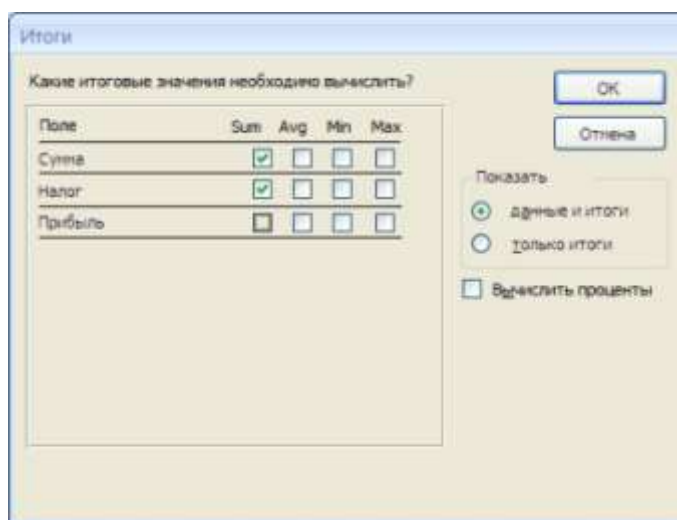 Итоги
Какие итоговые значения необходимо вычислить?
OK
Отмена
Поле Sum Avg Min Max
Сумма
Налог
Прибыль
Показать
данные и итоги
только итоги
Вычислить проценты